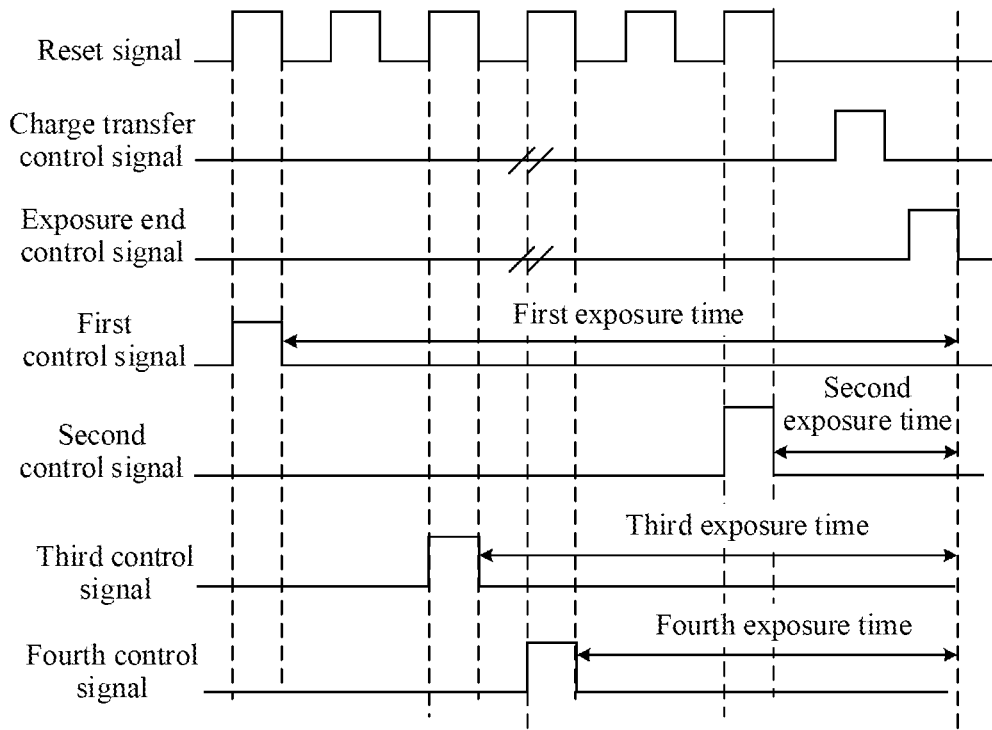 Reset signal
Charge transfer
control signal
Exposure end
control signal
First
control signal
First exposure time
Second
control signal
Second
exposure time
Third control
signal
Third exposure time
Fourth control
signal
Fourth exposure time